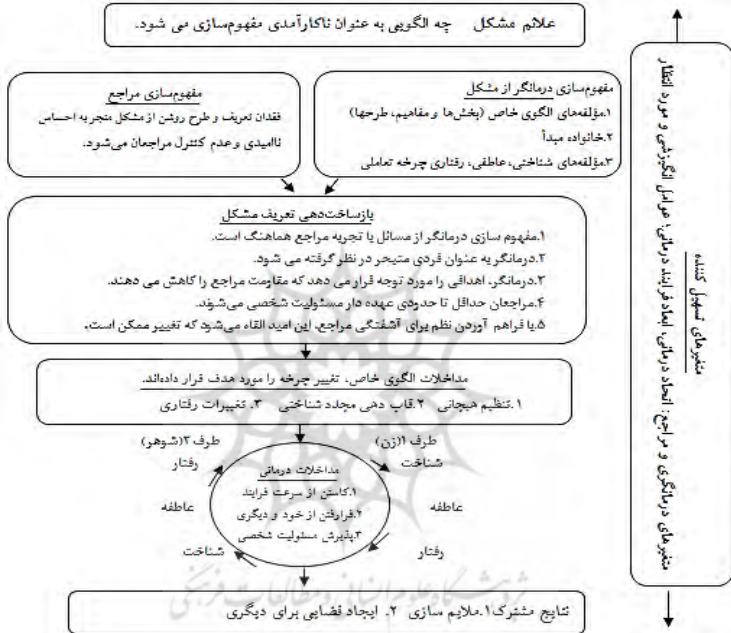 علائم مشکل   چه الگویی به عنوان ناکارآمدی مفهوم‌سازی می شود.
مفهوم‌سازی درمانگر از مشکل
۱.مؤلفه‌های الگوی خاص (بخش‌ها و مفاهیم، طرحها)
۲.خانواده مبدأ
۳.مؤلفه‌های شناختی، عاطفی، رفتاری چرخه تعاملی
مفهوم‌سازی مراجع
فقدان تعریف و طرح روشن از مشکل منجر به احساس
ناامیدی و عدم کنترل مراجعان می‌شود.
بازساخت‌دهی تعریف مشکل
۱.مفهوم سازی درمانگر از مسائل با تجربه مراجع هماهنگ است.
۲.درمانگر به عنوان فردی متبحر در نظر گرفته می شود.
۳.درمانگر، اهدافی را مورد توجه قرار می دهد که مقاومت مراجع را کاهش می دهند.
۴.مراجعان حداقل تا حدودی عهده دار مسئولیت شخصی می‌شوند.
۵.با فراهم آوردن نظم برای آشفتگی مراجع، این امید القاء می‌شود که تغییر ممکن است.
مداخلات الگوی خاص، تغییر چرخه را مورد هدف قرار داده‌اند.
۱.تنظیم هیجانی   ۲.قاب دهی مجدد شناختی   ۳. تغییرات رفتاری
طرف ۱(زن)
شناخت
عاطفه
رفتار
مداخلات درمانی
۱.کاستن از سرعت فرایند
۲.فرارفتن از خود و دیگری
۳.پذیرش مسئولیت شخصی
طرف ۲(شوهر)
رفتار
عاطفه
شناخت
نتایج مشترک ۱.ملایم سازی   ۲. ایجاد فضایی برای دیگری
متغیرهای تسهیل کننده
متغیرهای درمانگری و مراجع: اتحاد درمانی، ابعاد فرایند درمانی؛ عوامل انگیزشی و مورد انتظار
پژوهشگاه علوم انسانی و مطالعات فرهنگی